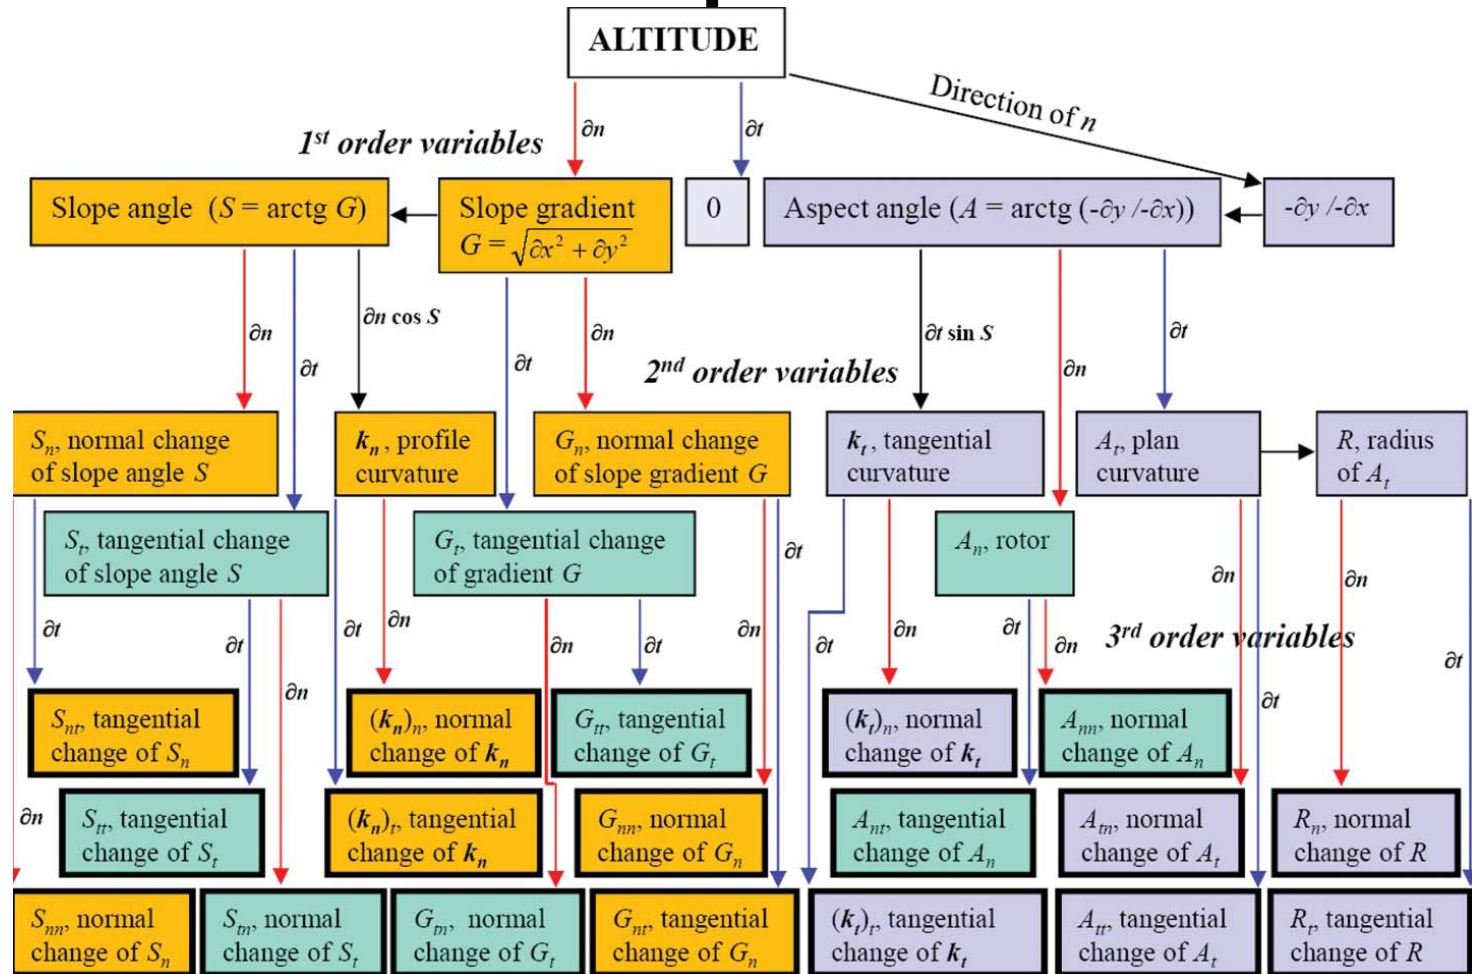 ALTITUDE
Direction of n
∂n
∂t
1st order variables
Slope angle (S = arctg G)
Slope gradient
G = √∂x² + ∂y²
0
Aspect angle (A = arctg (-∂y /-∂x))
-∂y /-∂x
∂n
∂t
∂n cos S
∂t
∂n
∂t sin S
∂n
∂t
2nd order variables
Sn, normal change
of slope angle S
kn, profile
curvature
Gn, normal change
of slope gradient G
kt, tangential
curvature
At, plan
curvature
R, radius
of At
St, tangential change
of slope angle S
Gt, tangential change
of gradient G
An, rotor
∂t
∂t
∂n
∂t
∂n
∂n
∂t
∂n
∂t
∂t
∂n
∂t
∂n
∂n
∂t
∂n
∂t
3rd order variables
Snt, tangential
change of Sn
(kn)n, normal
change of kn
Gtt, tangential
change of Gt
(kt)n, normal
change of kt
Ann, normal
change of An
∂n
Stt, tangential
change of St
(kn)t, tangential
change of kn
Gnn, normal
change of Gn
Ant, tangential
change of An
Atn, normal
change of At
Rn, normal
change of R
Snn, normal
change of Sn
Stn, normal
change of St
Gtn, normal
change of Gt
Gnt, tangential
change of Gn
(kt)t, tangential
change of kt
Att, tangential
change of At
Rt, tangential
change of R